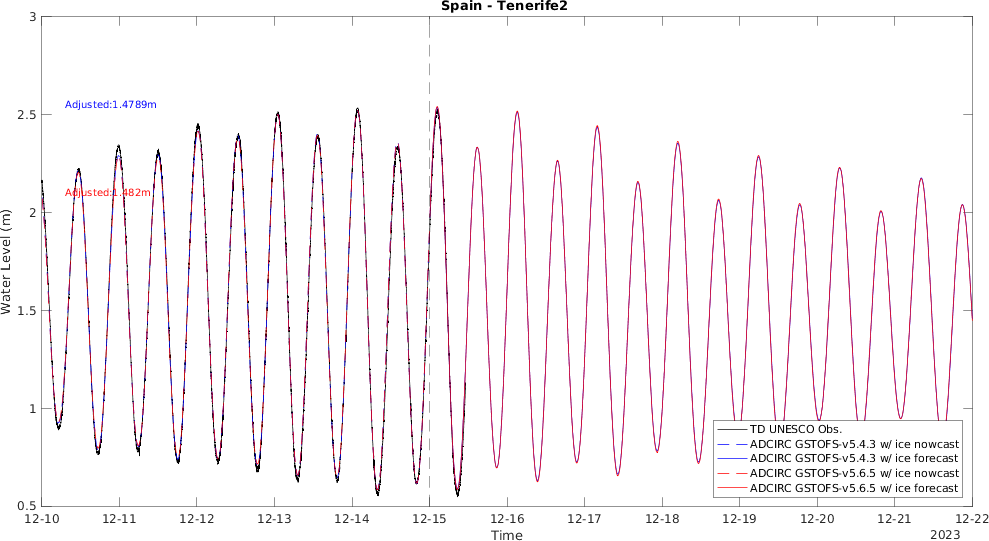 Spain - Tenerife2
3
2.5
2
1.5
1
0.5
Water Level (m)
Adjusted:1.4789m
Adjusted:1.482m
TD UNESCO Obs.
ADCIRC GSTOFS-v5.4.3 w/ ice nowcast
ADCIRC GSTOFS-v5.4.3 w/ ice forecast
ADCIRC GSTOFS-v5.6.5 w/ ice nowcast
ADCIRC GSTOFS-v5.6.5 w/ ice forecast
12-10 12-11 12-12 12-13 12-14 12-15 12-16 12-17 12-18 12-19 12-20 12-21 12-22
Time
2023